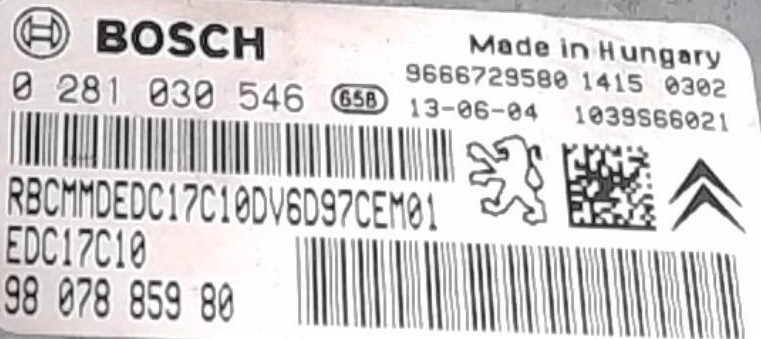 BOSCH
Made in Hungary
0 281 030 546 65B
9666729580 1415 0302
13-06-04 1039S66021
RBCMMDEDC17C10DV6D97CEM01
EDC17C10
98 078 859 80